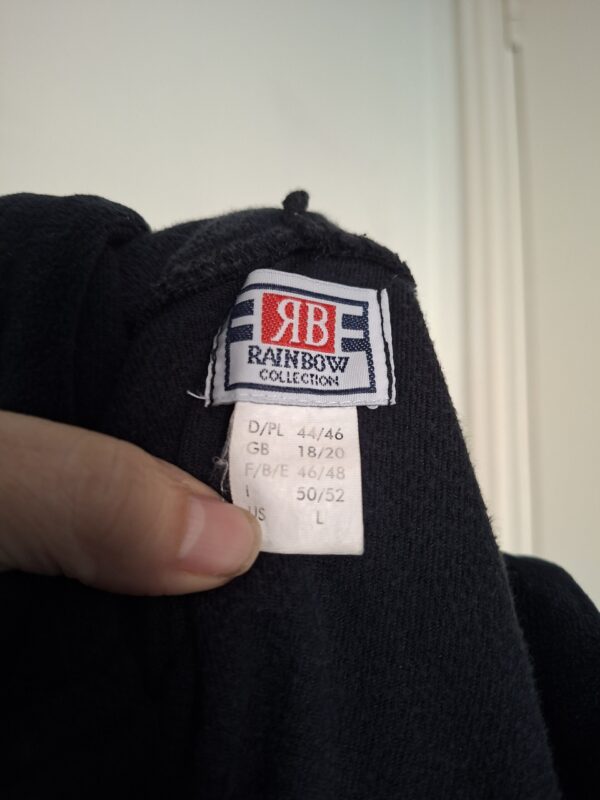 RB
RAINBOW
COLLECTION
D/PL 44/46
GB 18/20
F/B/E 46/48
I 50/52
US L